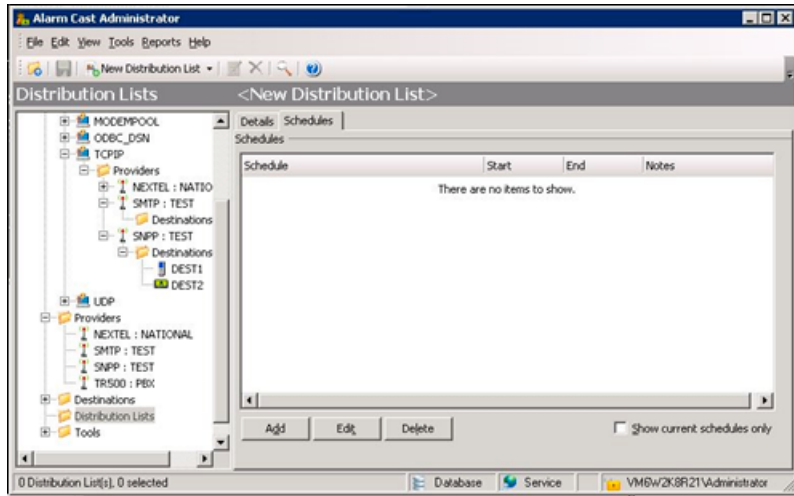 Alarm Cast Administrator
File Edit View Tools Reports Help
New Distribution List
Distribution Lists
<New Distribution List>
MODEMPOOL
ODBC_DSN
TCPIP
Providers
NEXTEL : NATIO
SMTP : TEST
Destinations
SNPP : TEST
Destinations
DEST1
DEST2
UDP
Providers
NEXTEL : NATIONAL
SMTP : TEST
SNPP : TEST
TR500 : PBX
Destinations
Distribution Lists
Tools
Details Schedules
Schedules
Schedule Start End Notes
There are no items to show.
Add Edit Delete Show current schedules only
0 Distribution List(s), 0 selected Database Service VM6W2K8R21\Administrator